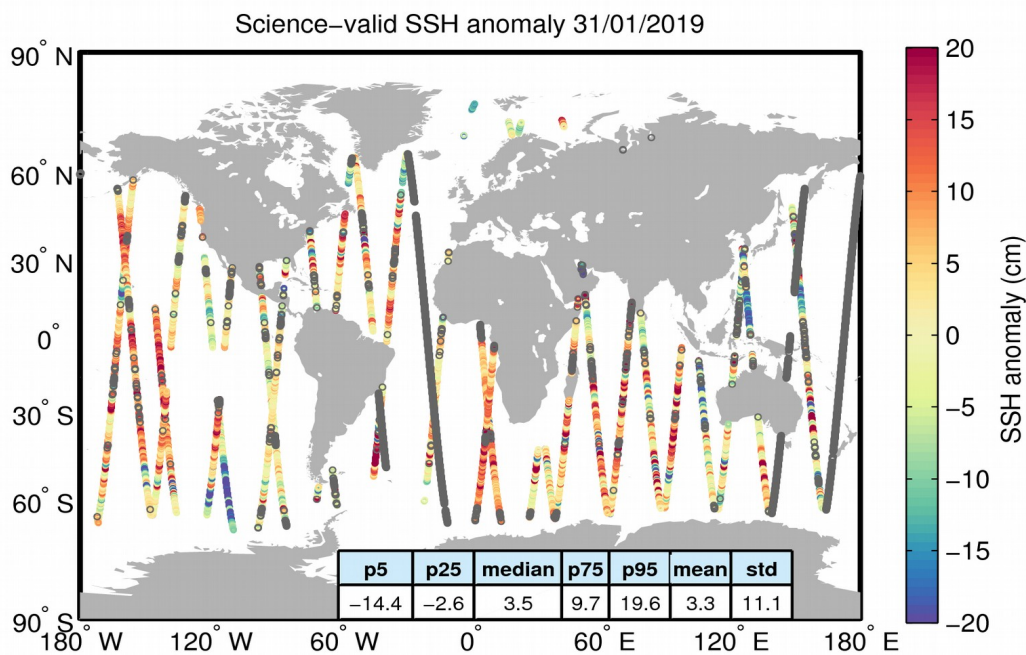 Science−valid SSH anomaly 31/01/2019
90° N
60° N
30° N
0°
30° S
60° S
90° S
180° W
120° W
60° W
0°
60° E
120° E
180° E
p5 p25 median p75 p95 mean std
−14.4 −2.6 3.5 9.7 19.6 3.3 11.1
20
15
10
5
0
−5
−10
−15
−20
SSH anomaly (cm)